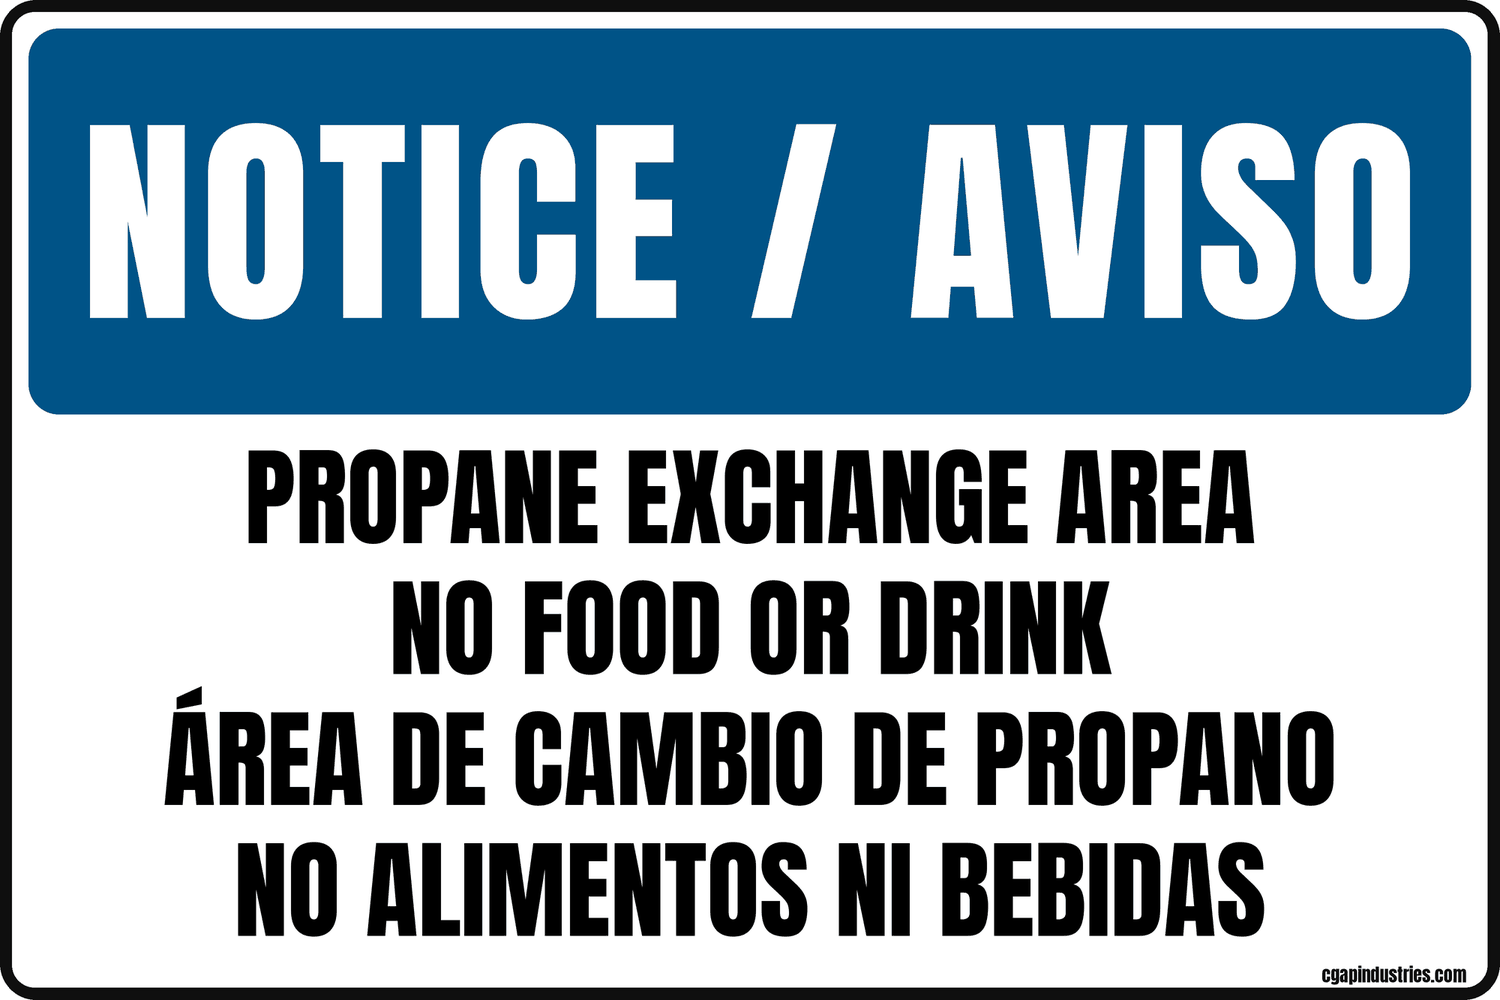 NOTICE / AVISO
PROPANE EXCHANGE AREA
NO FOOD OR DRINK
ÁREA DE CAMBIO DE PROPANO
NO ALIMENTOS NI BEBIDAS
cgapindustries.com